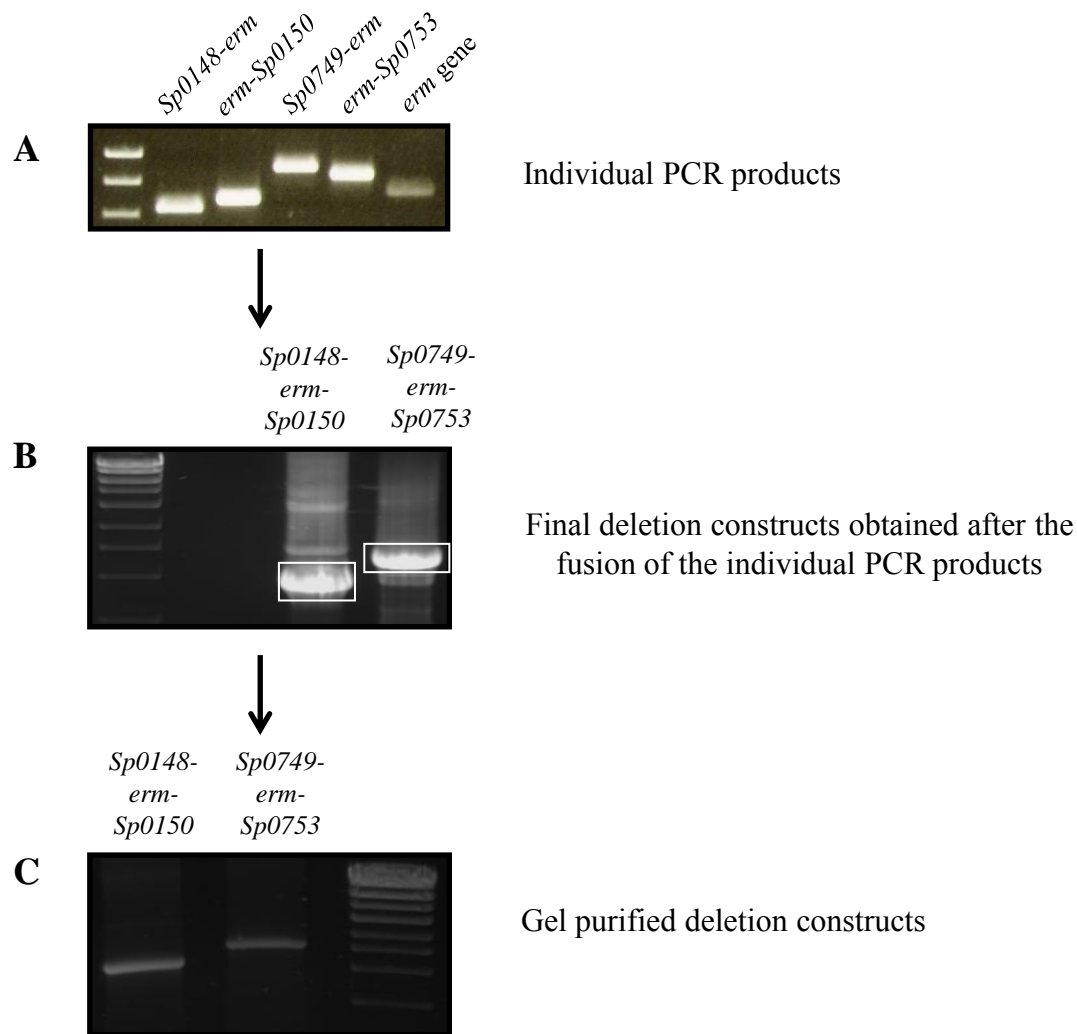 Sp0148-erm
erm-Sp0150
Sp0749-erm
erm-Sp0753
erm gene
A
Individual PCR products
Sp0148-
erm-
Sp0150
Sp0749-
erm-
Sp0753
B
Final deletion constructs obtained after the
fusion of the individual PCR products
Sp0148-
erm-
Sp0150
Sp0749-
erm-
Sp0753
C
Gel purified deletion constructs